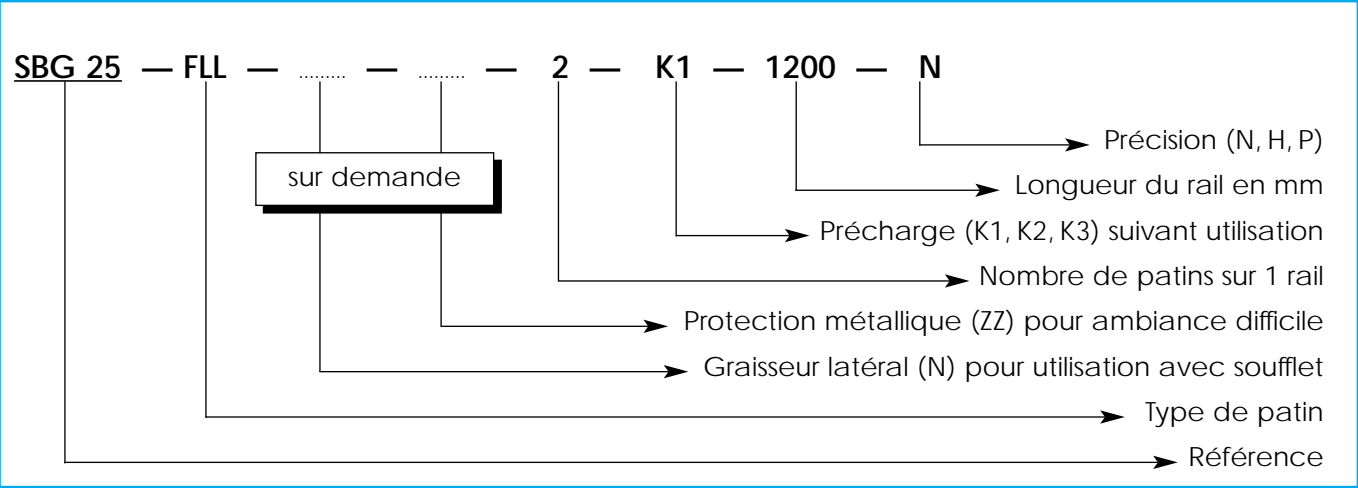 SBG 25 — FLL — ......... — ......... — 2 — K1 — 1200 — N
Précision (N, H, P)
sur demande
Longueur du rail en mm
Précharge (K1, K2, K3) suivant utilisation
Nombre de patins sur 1 rail
Protection métallique (ZZ) pour ambiance difficile
Graisseur latéral (N) pour utilisation avec soufflet
Type de patin
Référence